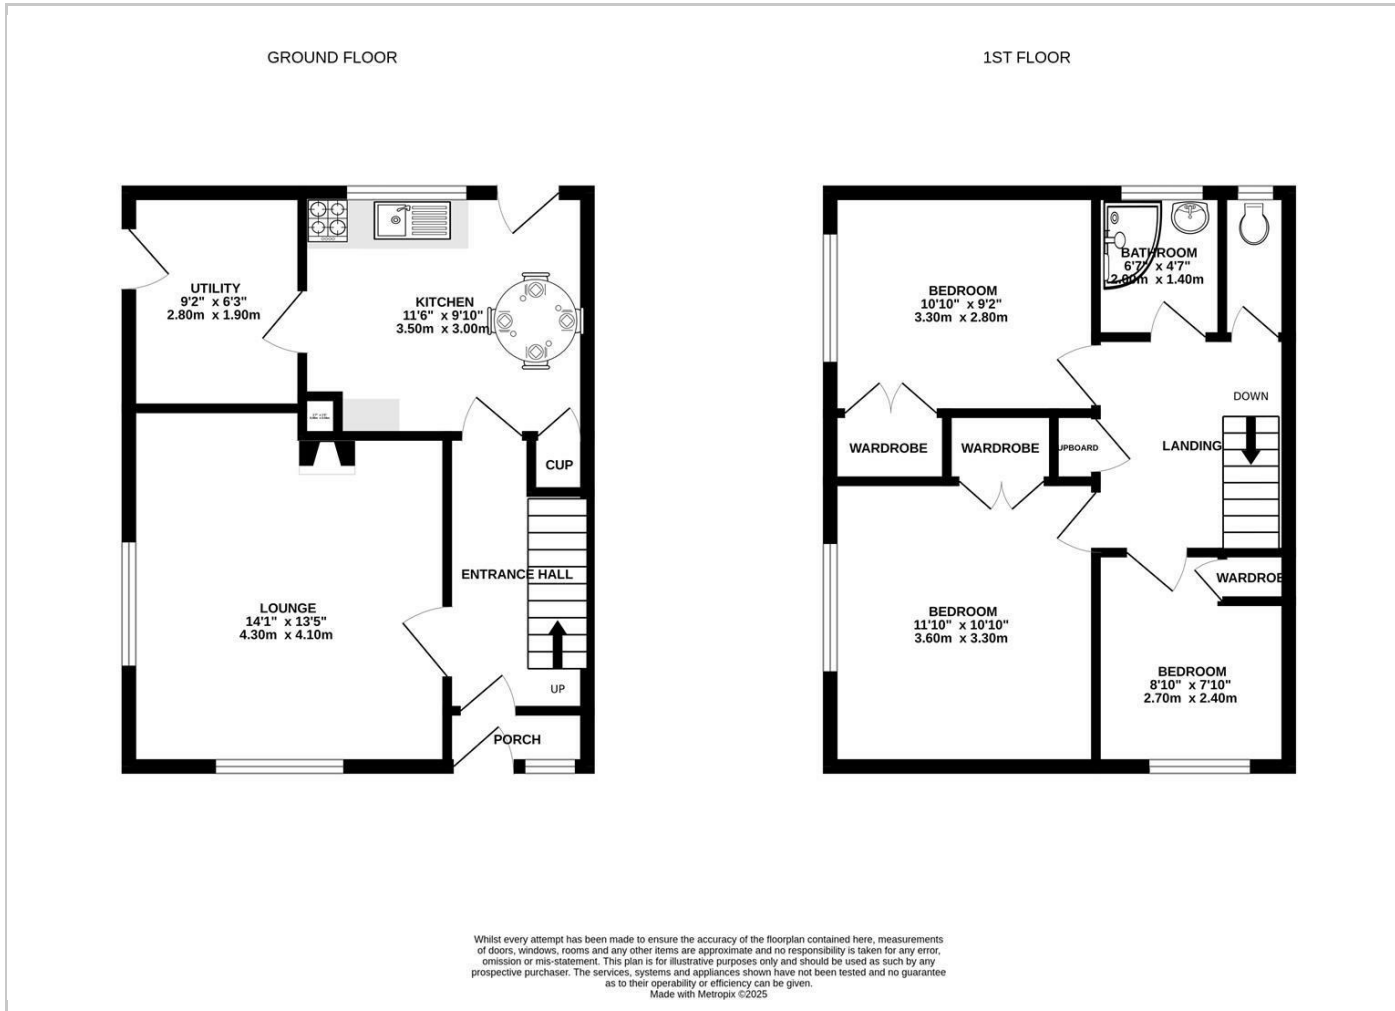 GROUND FLOOR
1ST FLOOR
UTILITY
9'2" x 6'3"
2.80m x 1.90m
KITCHEN
11'6" x 9'10"
3.50m x 3.00m
CUP
ENTRANCE HALL
LOUNGE
14'1" x 13'5"
4.30m x 4.10m
UP
PORCH
BEDROOM
10'10" x 9'2"
3.30m x 2.80m
BATHROOM
6'7" x 4'7"
2.00m x 1.40m
DOWN
WARDROBE
WARDROBE
UPBOARD
LANDING
WARDROBE
BEDROOM
11'10" x 10'10"
3.60m x 3.30m
BEDROOM
8'10" x 7'10"
2.70m x 2.40m
Whilst every attempt has been made to ensure the accuracy of the floorplan contained here, measurements
of doors, windows, rooms and any other items are approximate and no responsibility is taken for any error,
omission or mis-statement. This plan is for illustrative purposes only and should be used as such by any
prospective purchaser. The services, systems and appliances shown have not been tested and no guarantee
as to their operability or efficiency can be given.
Made with Metropix ©2025